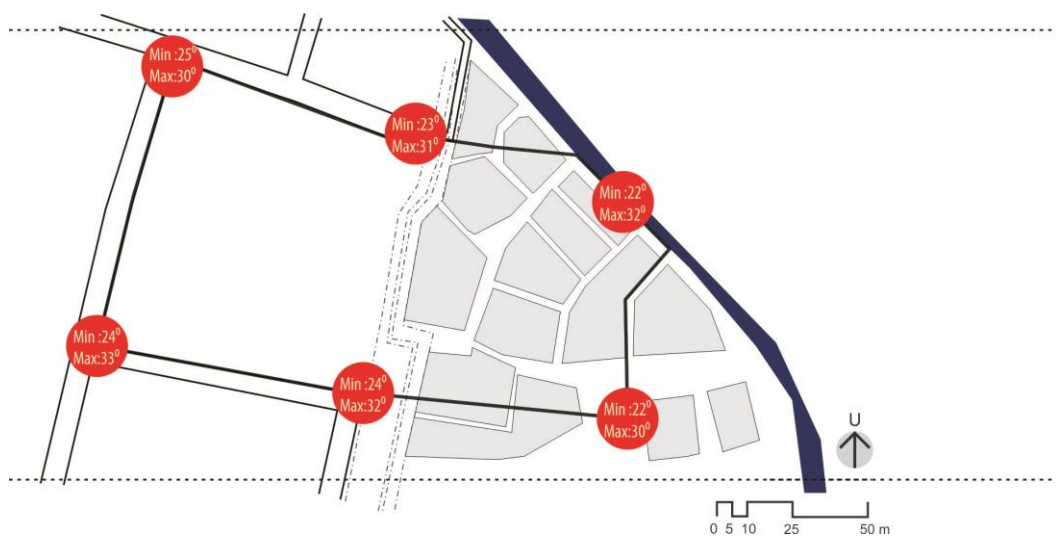 Min :25⁰
Max:30⁰
Min :23⁰
Max:31⁰
Min :22⁰
Max:32⁰
Min :24⁰
Max:33⁰
Min :24⁰
Max:32⁰
Min :22⁰
Max:30⁰
U
0 5 10 25 50 m